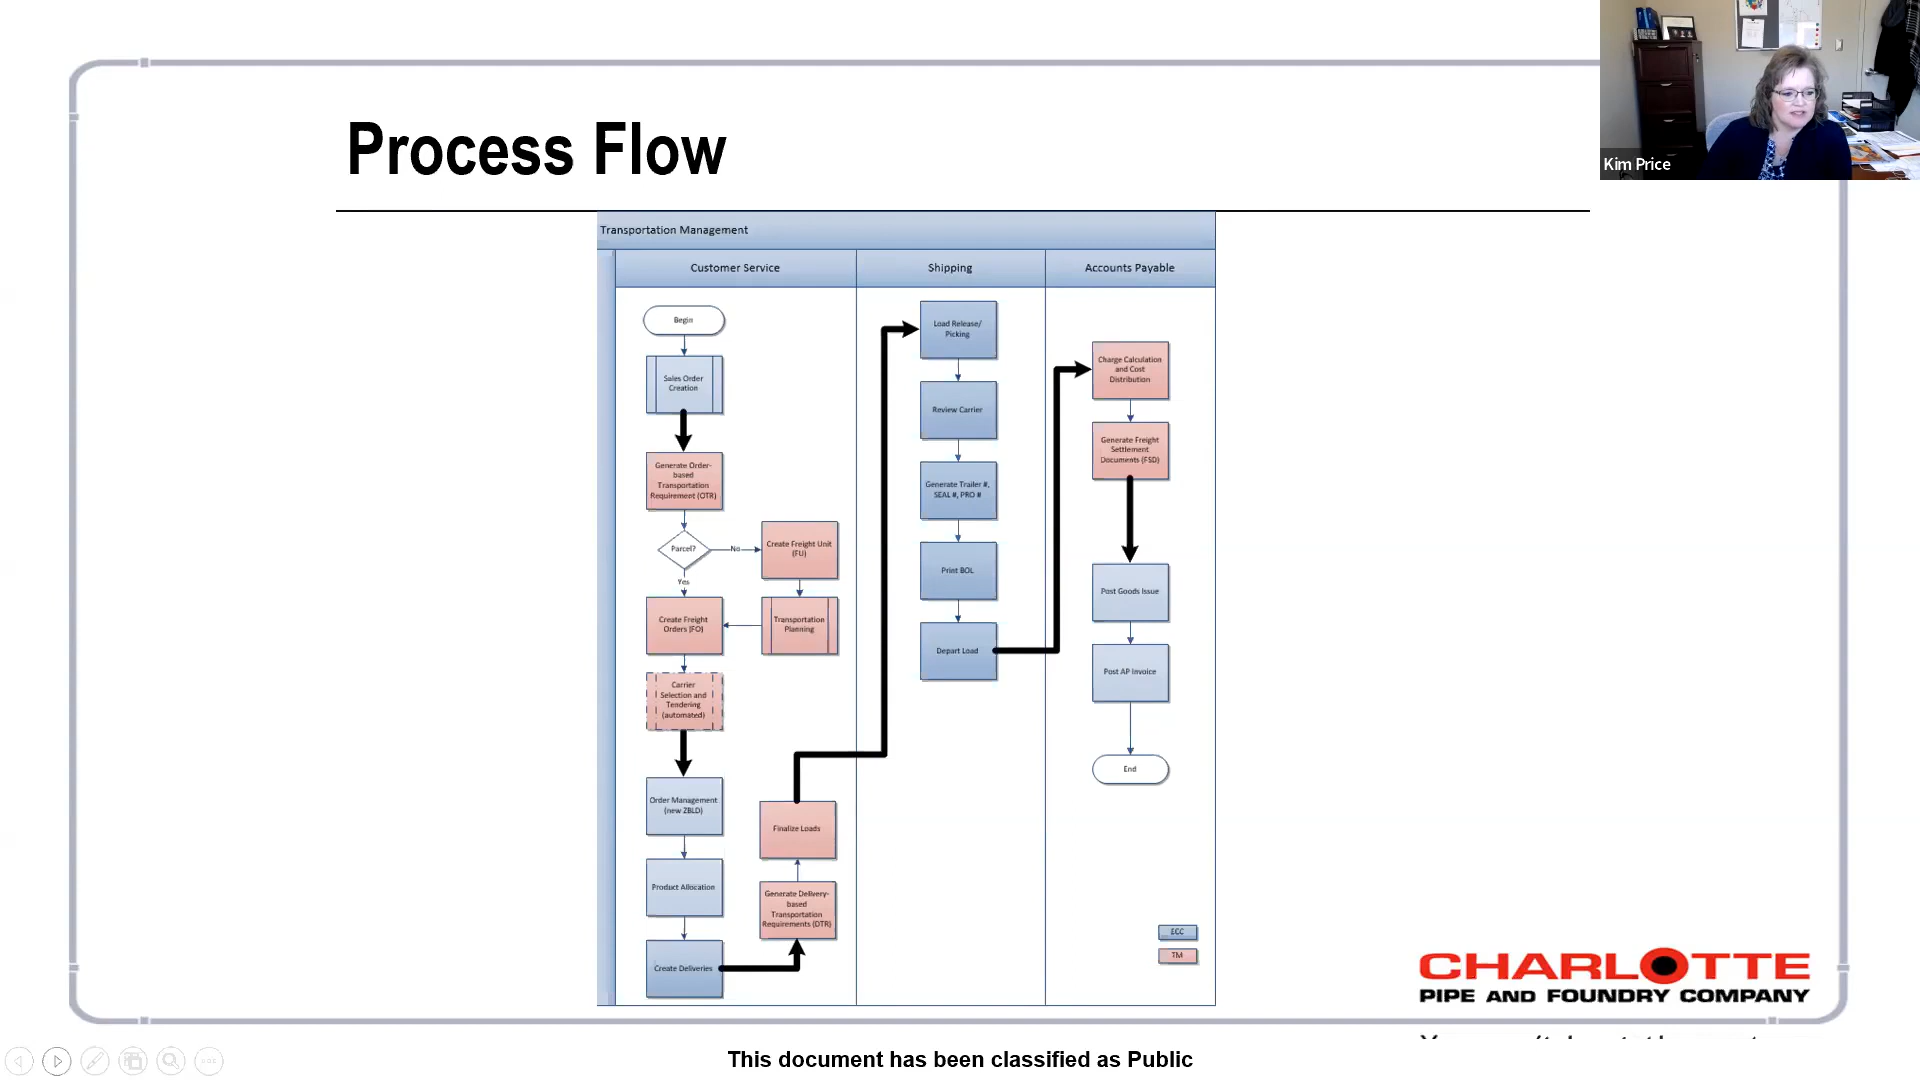 Kim Price
Process Flow
Transportation Management
Customer Service
Shipping
Accounts Payable
Begin
Sales Order
Creation
Generate Order-
based
Transportation
Requirement (OTR)
Parcel?
No
Yes
Create Freight Unit
(FU)
Transportation
Planning
Create Freight
Orders (FO)
Carrier
Selection and
Tendering
(automated)
Order Management
(new ZBLD)
Product Allocation
Create Deliveries
Generate Delivery-
based
Transportation
Requirements (DTR)
Finalize Loads
Load Release/
Picking
Review Carrier
Generate Trailer #,
SEAL #, PRO #
Print BOL
Depart Load
Charge Calculation
and Cost
Distribution
Generate Freight
Settlement
Documents (FSD)
Post Goods Issue
Post AP Invoice
End
ECC
TM
CHARLOTTE
PIPE AND FOUNDRY COMPANY
This document has been classified as Public